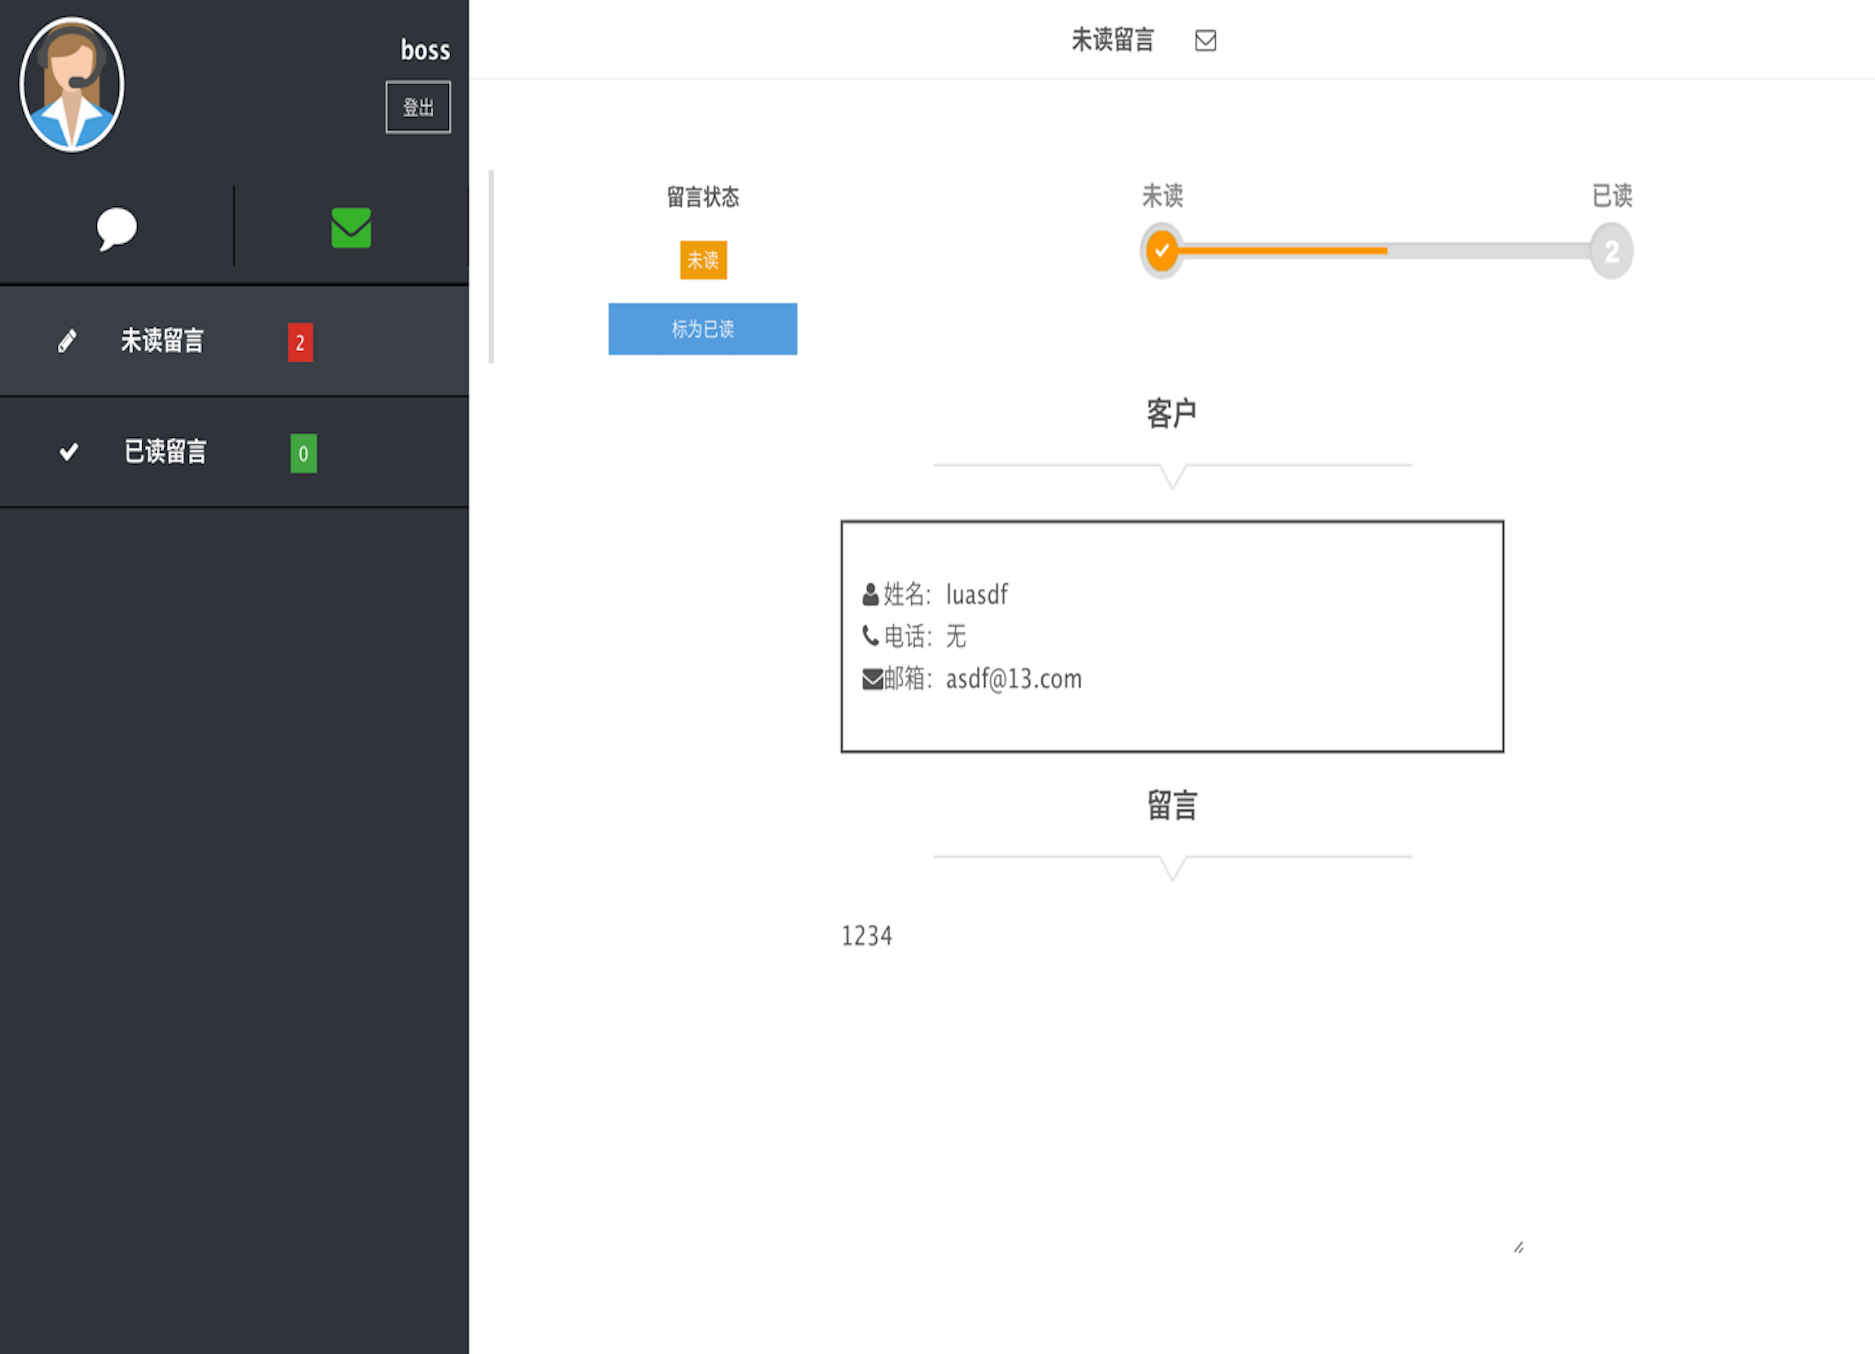 boss
登出
未读留言 2
已读留言 0
未读留言
留言状态
未读
标为已读
未读 已读
2
客户
姓名: luasdf
电话: 无
邮箱: asdf@13.com
留言
1234